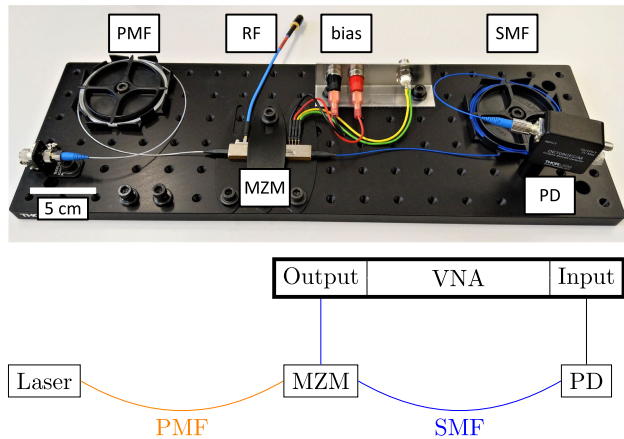 PMF RF bias SMF
MZM
PD
5 cm
Output VNA Input
Laser MZM PD
PMF SMF